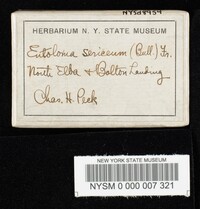 NYSd8959
HERBARIUM N. Y. STATE MUSEUM
Entoloma sericeum (Bull.) Fr.
North Elba & Bolton Landing
Chas. H. Peck
NEW YORK STATE MUSEUM
NYSM 0 000 007 321